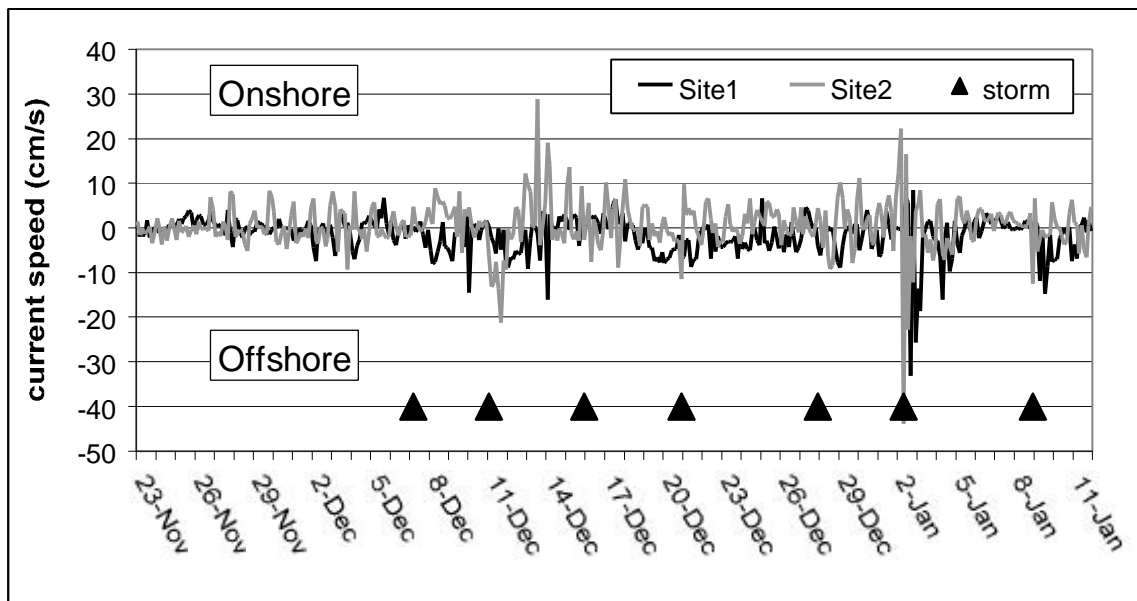 current speed (cm/s)
40
30
20
10
0
-10
-20
-30
-40
-50
Onshore
Offshore
Site1 Site2 storm
23-Nov 26-Nov 29-Nov 2-Dec 5-Dec 8-Dec 11-Dec 14-Dec 17-Dec 20-Dec 23-Dec 26-Dec 29-Dec 2-Jan 5-Jan 8-Jan 11-Jan